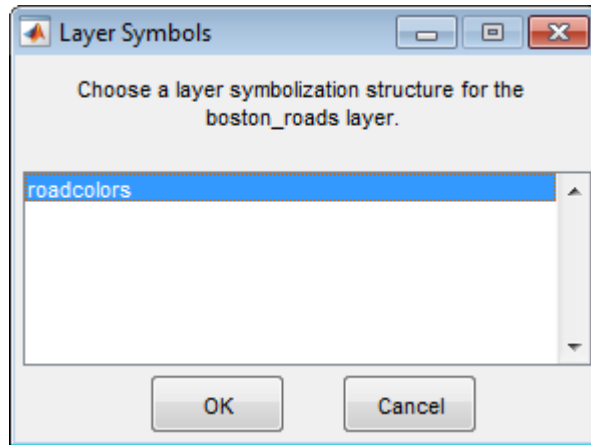 Layer Symbols
Choose a layer symbolization structure for the
boston_roads layer.
roadcolors
OK
Cancel